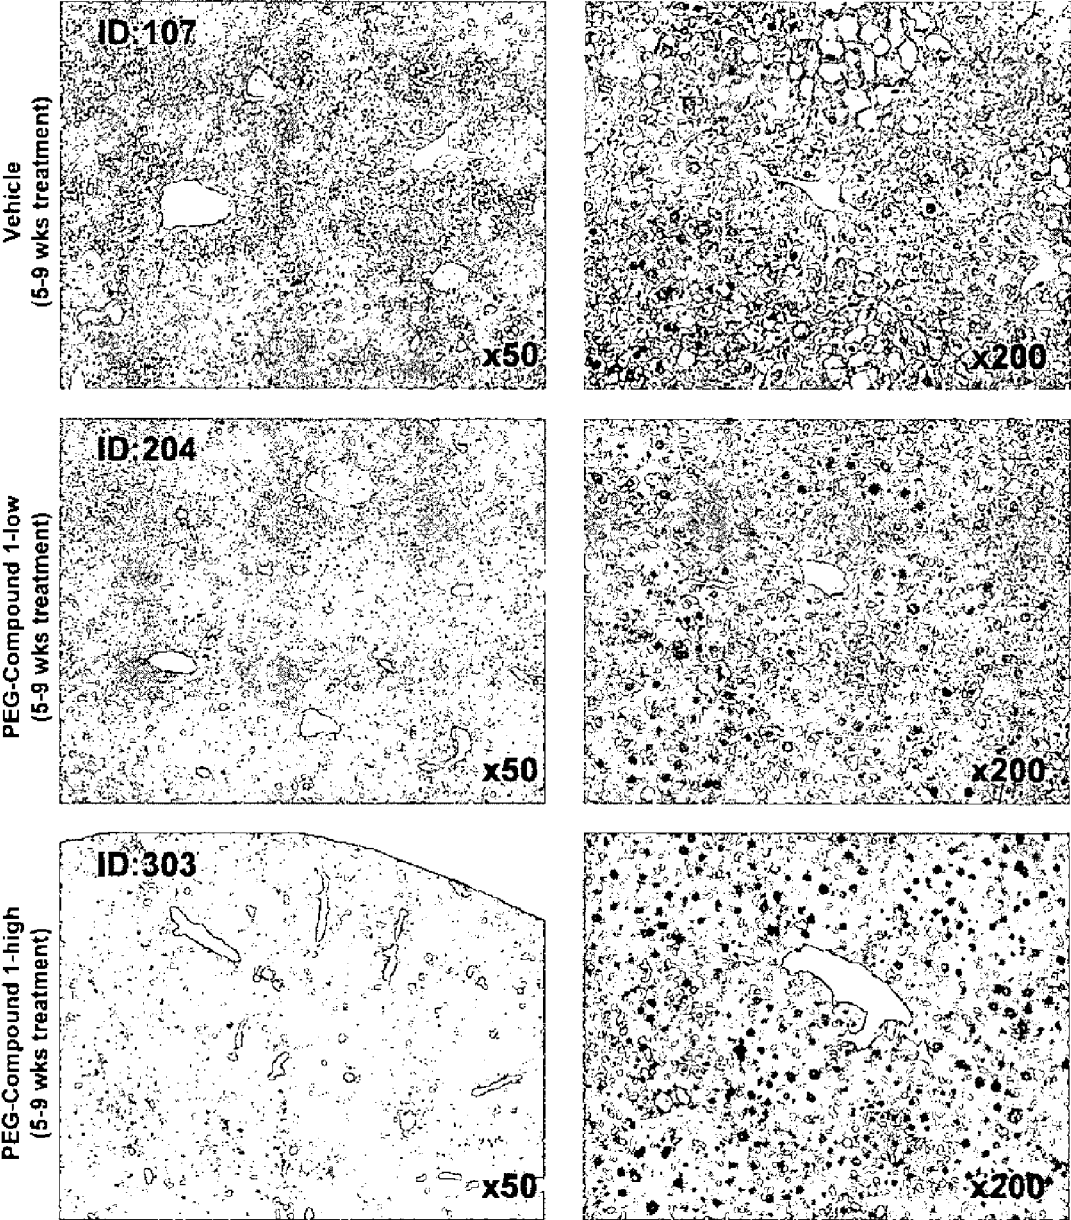 Vehicle
(5-9 wks treatment)
ID:107
x50
x200
PEG-Compound 1-low
(5-9 wks treatment)
ID:204
x50
x200
PEG-Compound 1-high
(5-9 wks treatment)
ID:303
x50
x200